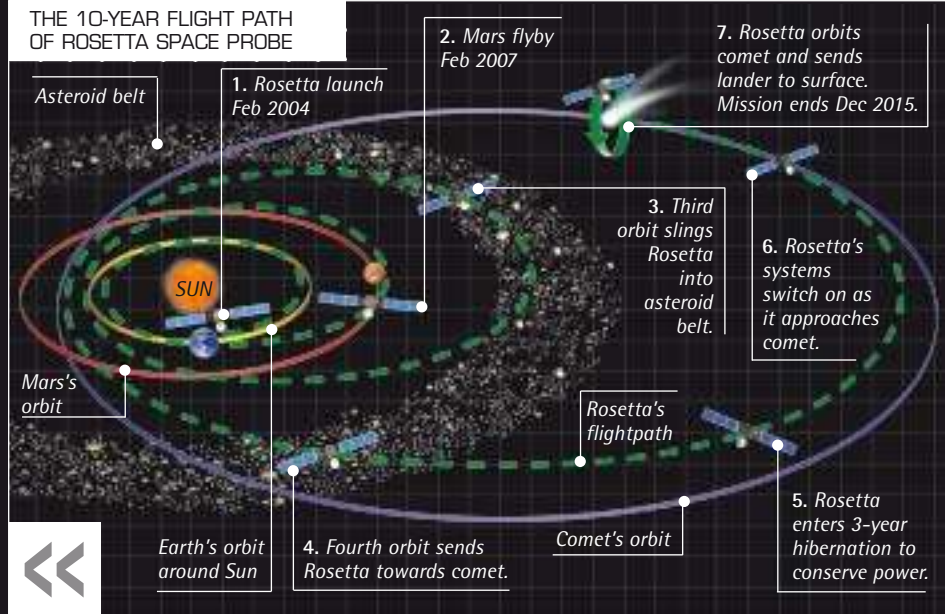 THE 10-YEAR FLIGHT PATH
OF ROSETTA SPACE PROBE
Asteroid belt
1. Rosetta launch
Feb 2004
2. Mars flyby
Feb 2007
7. Rosetta orbits
comet and sends
lander to surface.
Mission ends Dec 2015.
3. Third
orbit slings
Rosetta
into
asteroid
belt.
6. Rosetta's
systems
switch on as
it approaches
comet.
SUN
Mars's
orbit
Rosetta's
flightpath
Earth's orbit
around Sun
4. Fourth orbit sends
Rosetta towards comet.
Comet's orbit
5. Rosetta
enters 3-year
hibernation to
conserve power.